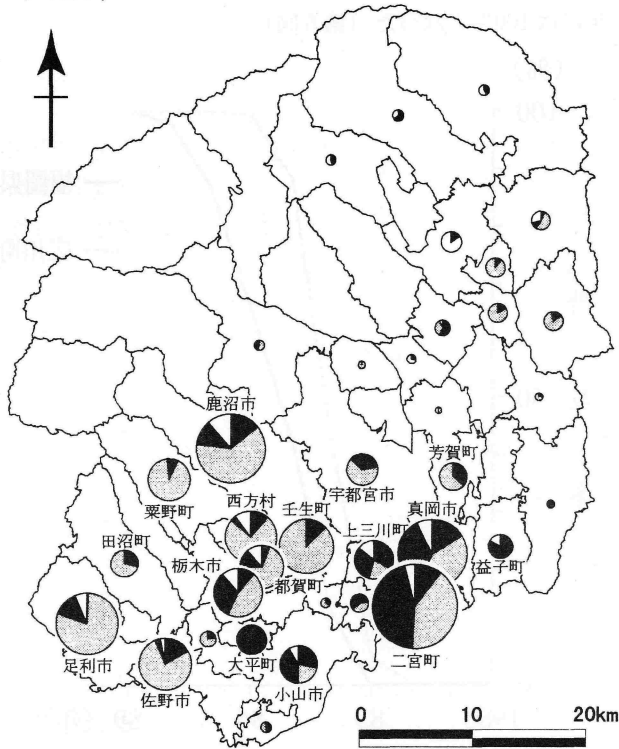 鹿沼市
芳賀町
宇都宮市
粟野町
西方村
壬生町
真岡市
上三川町
田沼町
益子町
栃木市
都賀町
足利市
大平町
二宮町
佐野市
小山市
0 10 20km